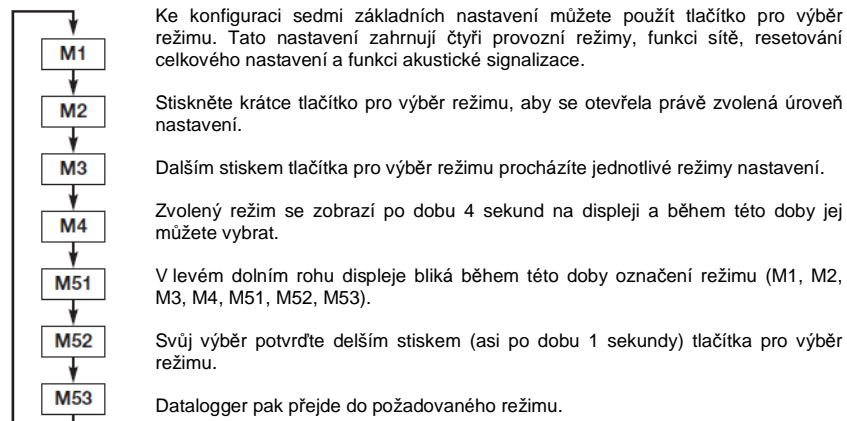 M1
M2
M3
M4
M51
M52
M53
Ke konfiguraci sedmi základních nastavení můžete použít tlačítko pro výběr
režimu. Tato nastavení zahrnují čtyři provozní režimy, funkci sítě, resetování
celkového nastavení a funkci akustické signalizace.
Stiskněte krátce tlačítko pro výběr režimu, aby se otevřela právě zvolená úroveň
nastavení.
Dalším stiskem tlačítka pro výběr režimu procházíte jednotlivé režimy nastavení.
Zvolený režim se zobrazí po dobu 4 sekund na displeji a během této doby jej
můžete vybrat.
V levém dolním rohu displeje bliká během této doby označení režimu (M1, M2,
M3, M4, M51, M52, M53).
Svůj výběr potvrďte delším stiskem (asi po dobu 1 sekundy) tlačítka pro výběr
režimu.
Datalogger pak přejde do požadovaného režimu.